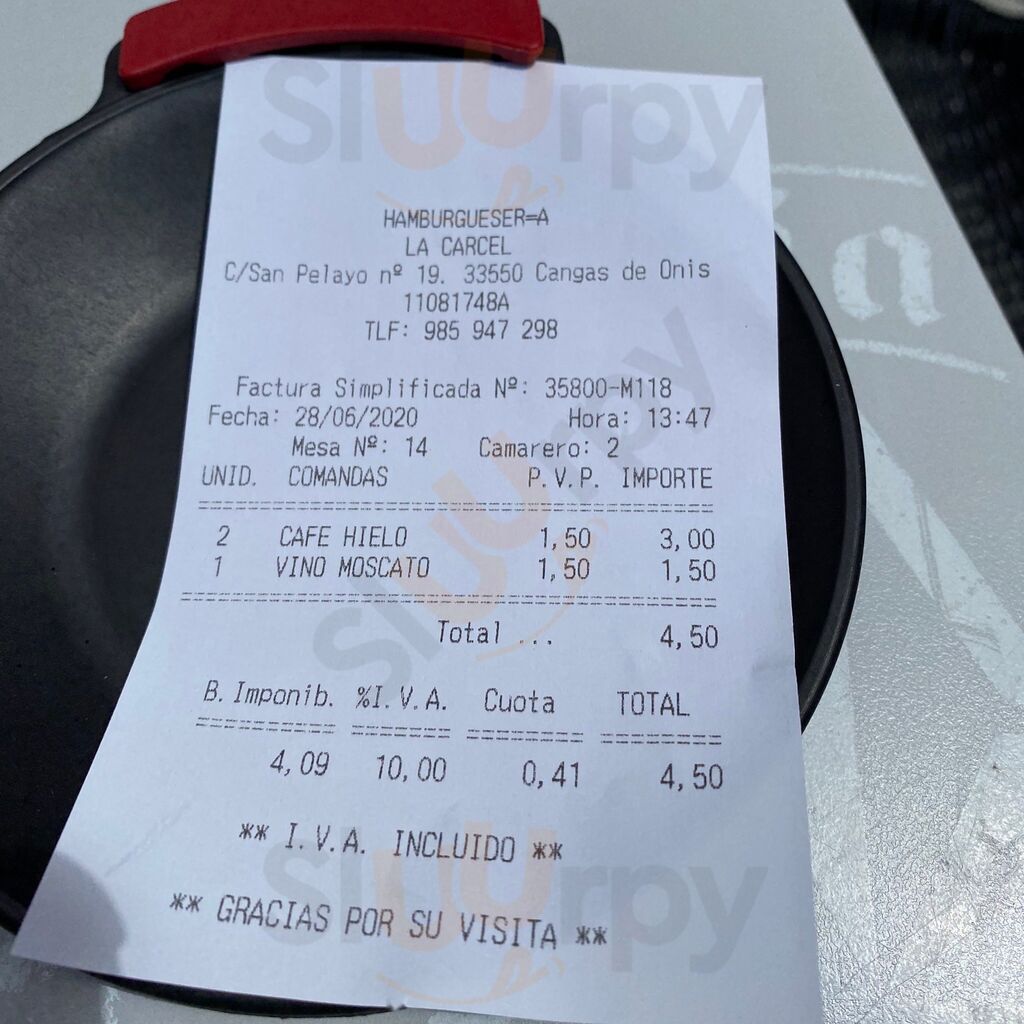 Sluurpy
HAMBURGUESER=A
LA CARCEL
C/San Pelayo nº 19. 33550 Cangas de Onis
11081748A
TLF: 985 947 298
Factura Simplificada Nº: 35800-M118
Fecha: 28/06/2020 Hora: 13:47
Mesa Nº: 14 Camarero: 2
UNID. COMANDAS P.V.P. IMPORTE
2 CAFE HIELO 1,50 3,00
1 VINO MOSCATO 1,50 1,50
Sluurpy
Total ... 4,50
B.Imponib. %I.V.A. Cuota TOTAL
4,09 10,00 0,41 4,50
** I.V.A. INCLUIDO **
Sluurpy
** GRACIAS POR SU VISITA **